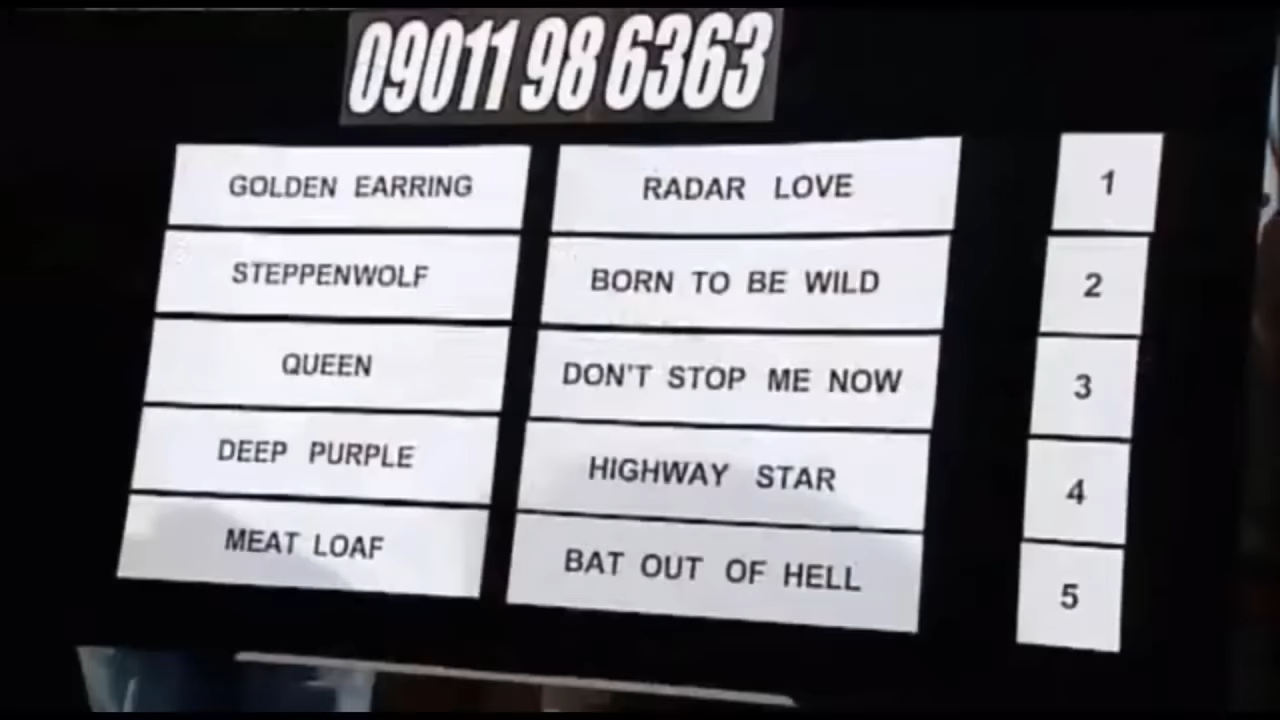 09011 98 6363
GOLDEN EARRING RADAR LOVE 1
STEPPENWOLF BORN TO BE WILD 2
QUEEN DON'T STOP ME NOW 3
DEEP PURPLE HIGHWAY STAR 4
MEAT LOAF BAT OUT OF HELL 5